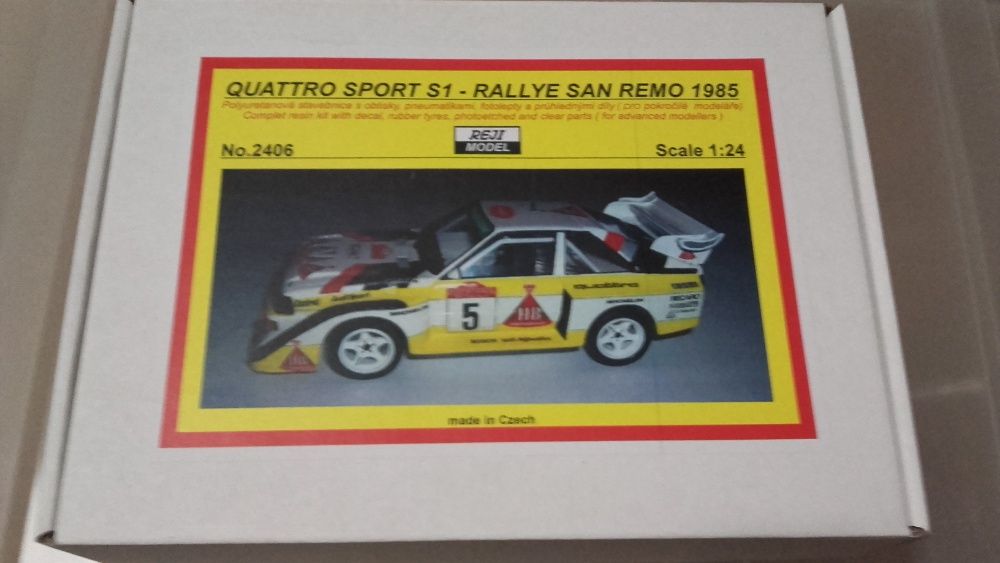 QUATTRO SPORT S1 - RALLYE SAN REMO 1985
Polyuretanová stavebnice s obtisky, pneumatikami, fotolepty a průhlednými díly ( pro pokročilé modeláře)
Complet resin kit with decal, rubber tyres, photoetched and clear parts ( for advanced modellers )
REJI
MODEL
No.2406
Scale 1:24
quattro
5
HB
HB
made in Czech